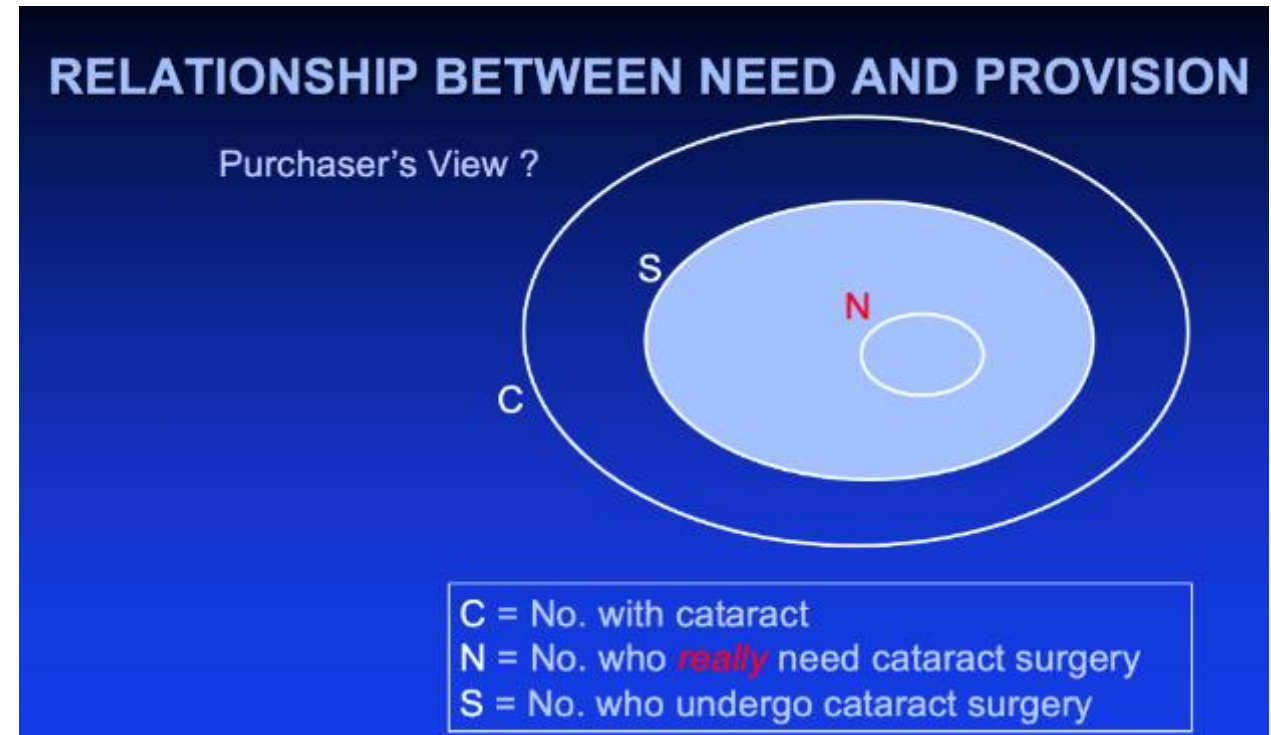 RELATIONSHIP BETWEEN NEED AND PROVISION
Purchaser's View ?
S
N
C
C = No. with cataract
N = No. who really need cataract surgery
S = No. who undergo cataract surgery